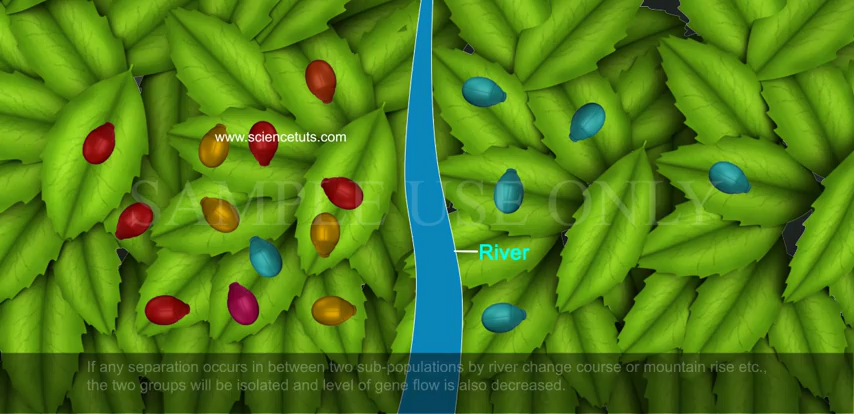 www.sciencetuts.com
SAMPLE USE ONLY
River
If any separation occurs in between two sub-populations by river change course or mountain rise etc.,
the two groups will be isolated and level of gene flow is also decreased.